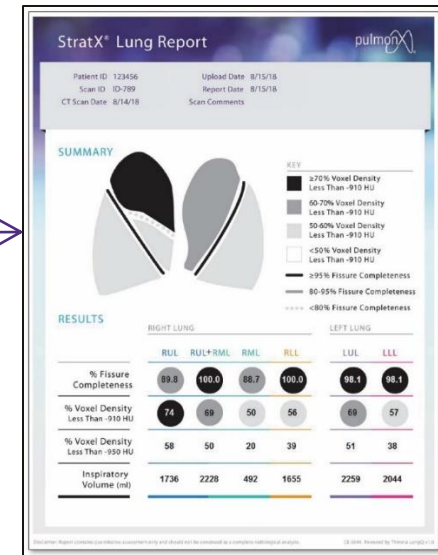 StratX® Lung Report
pulmonX
Patient ID 123456 Upload Date 8/15/18
Scan ID ID-789 Report Date 8/15/18
CT Scan Date 8/14/18 Scan Comments
SUMMARY
KEY
≥70% Voxel Density
Less Than -910 HU
60-70% Voxel Density
Less Than -910 HU
50-60% Voxel Density
Less Than -910 HU
<50% Voxel Density
Less Than -910 HU
≥95% Fissure Completeness
80-95% Fissure Completeness
<80% Fissure Completeness
RESULTS
RIGHT LUNG LEFT LUNG
RUL RUL+RML RML RLL LUL LLL
% Fissure
Completeness 89.8 100.0 88.7 100.0 98.1 98.1
% Voxel Density
Less Than -910 HU 74 69 50 56 69 57
% Voxel Density
Less Than -950 HU 58 50 20 39 51 38
Inspiratory
Volume (ml) 1736 2228 492 1655 2259 2044